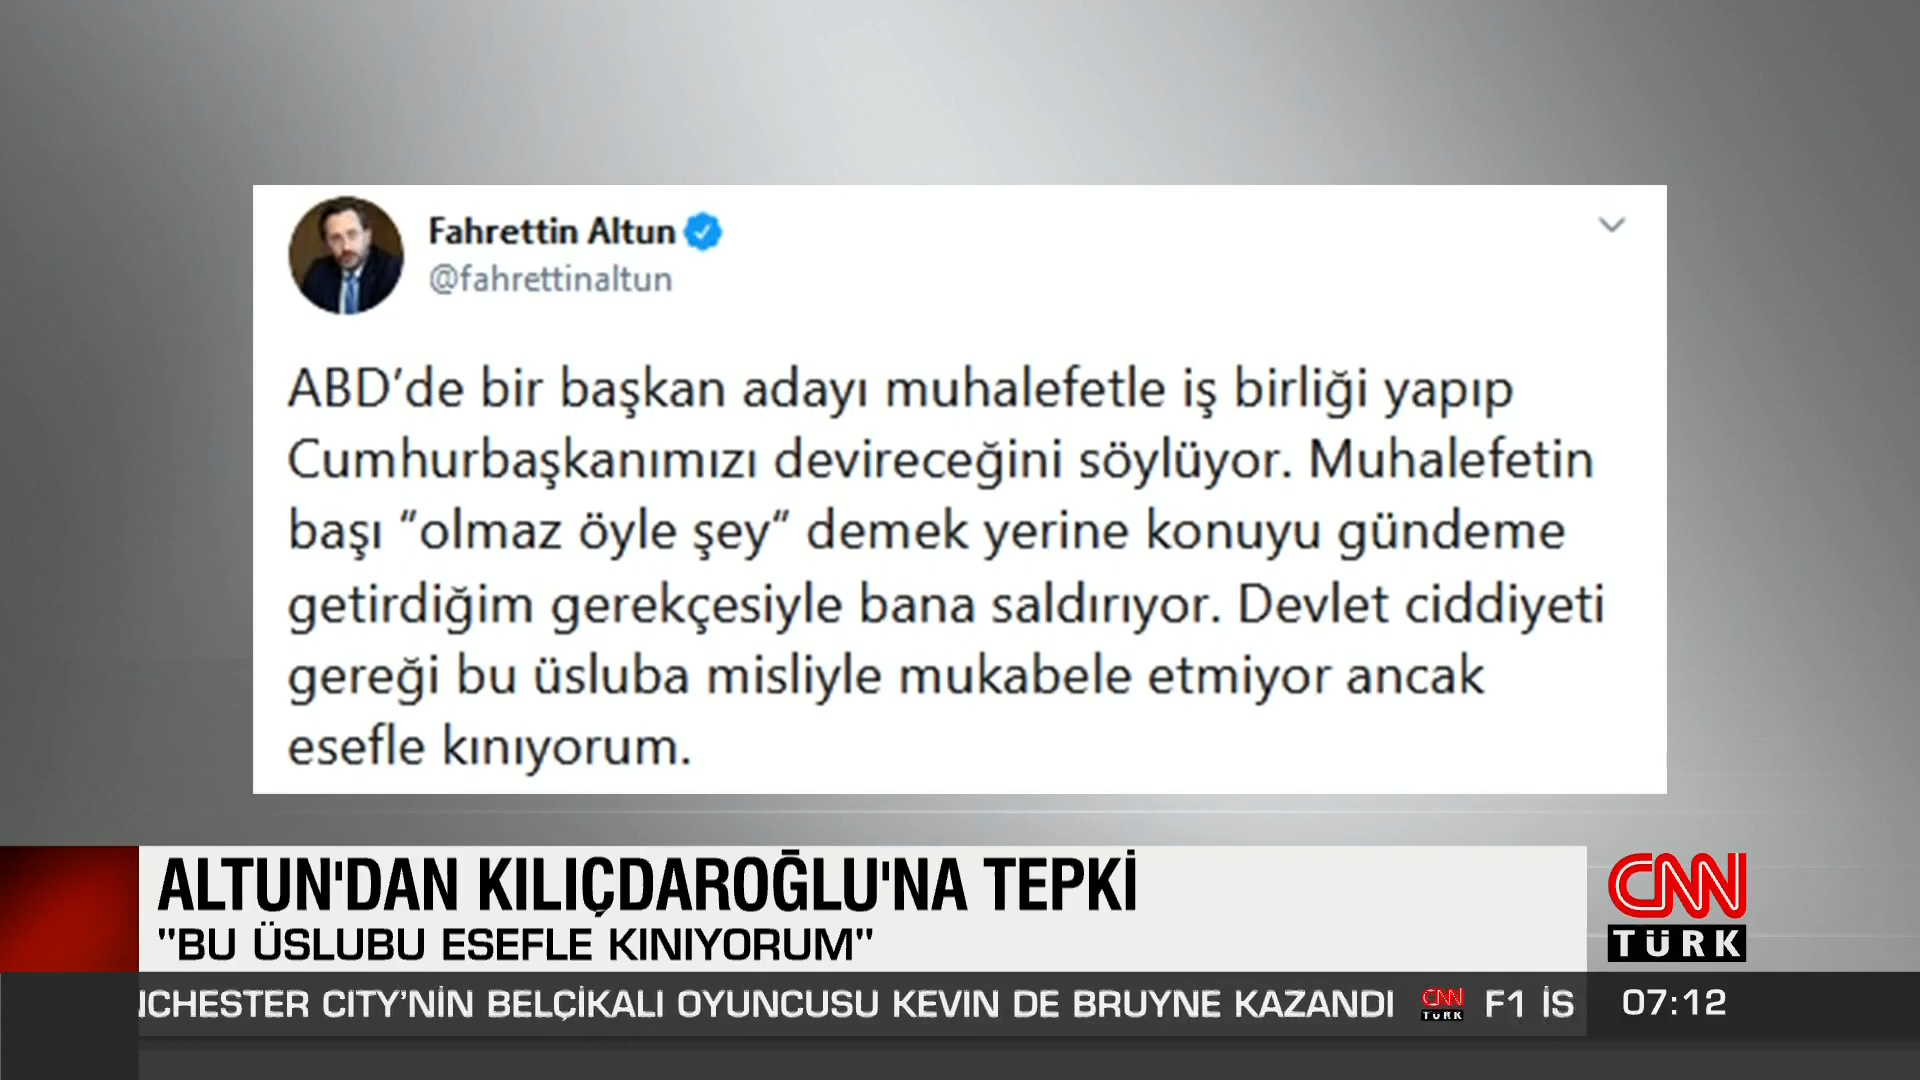 Fahrettin Altun
@fahrettinaltun
ABD’de bir başkan adayı muhalefetle iş birliği yapıp
Cumhurbaşkanımızı devireceğini söylüyor. Muhalefetin
başı “olmaz öyle şey“ demek yerine konuyu gündeme
getirdiğim gerekçesiyle bana saldırıyor. Devlet ciddiyeti
gereği bu üsluba misliyle mukabele etmiyor ancak
esefle kınıyorum.
ALTUN'DAN KILIÇDAROĞLU'NA TEPKİ
"BU ÜSLUBU ESEFLE KINIYORUM"
CNN
TÜRK
NCHESTER CITY’NİN BELÇİKALI OYUNCUSU KEVIN DE BRUYNE KAZANDI CNN TÜRK F1 İS 07:12